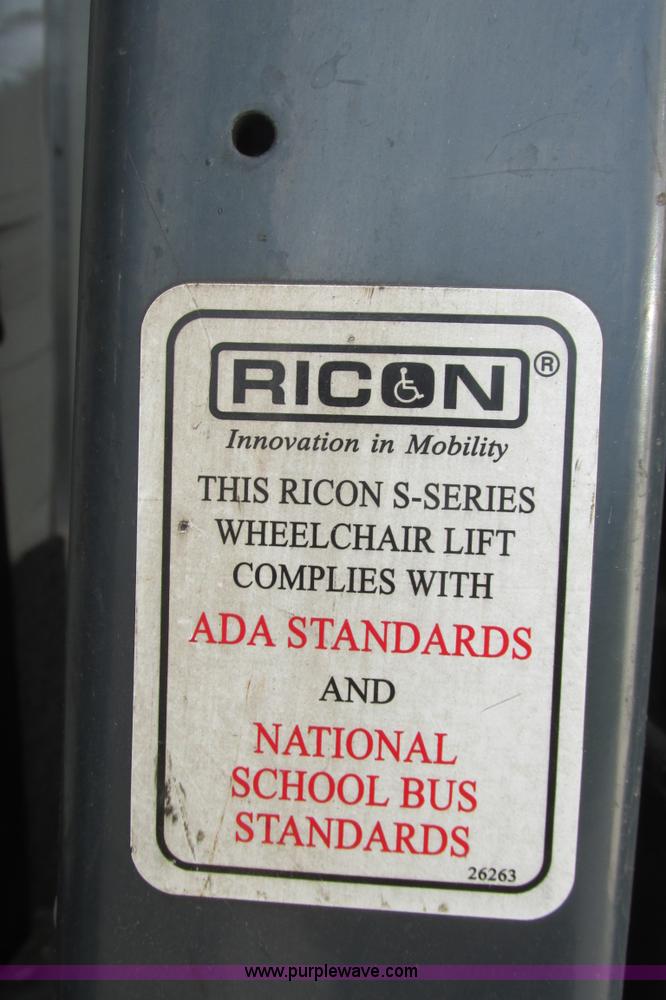 RICON®
Innovation in Mobility
THIS RICON S-SERIES
WHEELCHAIR LIFT
COMPLIES WITH
ADA STANDARDS
AND
NATIONAL
SCHOOL BUS
STANDARDS
26263
www.purplewave.com